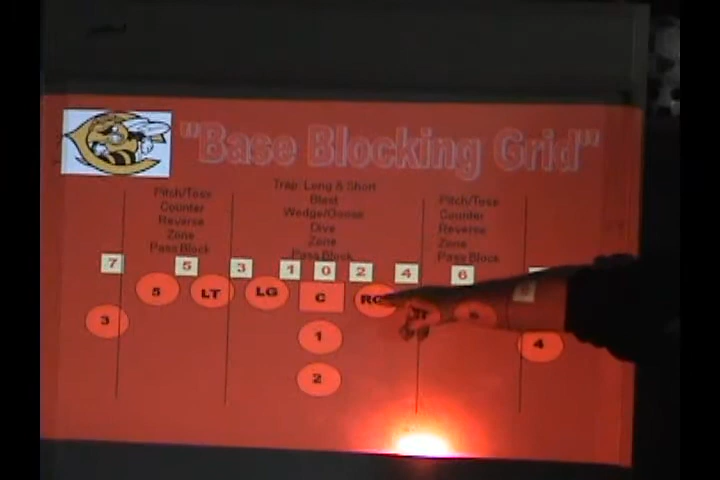 "Base Blocking Grid"
Pitch/Toss
Counter
Reverse
Zone
Pass Block
Trap: Long & Short
Blast
Wedge/Goose
Dive
Zone
Pass Block
Pitch/Toss
Counter
Reverse
Zone
Pass Block
7 5 3 1 0 2 4 6
5 LT LG C RG
3 1 4
2